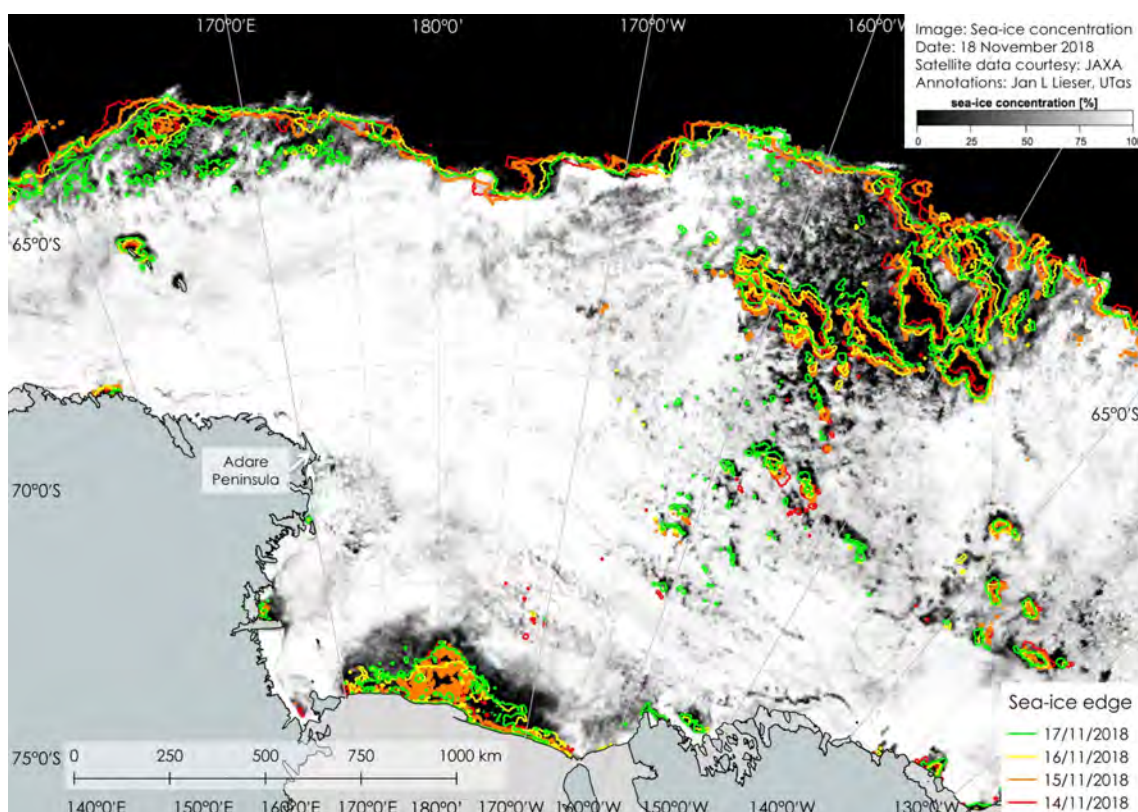 170°0'E
180°0'
170°0'W
160°0'W
Image: Sea-ice concentration
Date: 18 November 2018
Satellite data courtesy: JAXA
Annotations: Jan L Lieser, UTas
sea-ice concentration [%]
0 25 50 75 100
65°0'S
65°0'S
Adare
Peninsula
70°0'S
75°0'S
0 250 500 750 1000 km
Sea-ice edge
17/11/2018
16/11/2018
15/11/2018
14/11/2018
140°0'E 150°0'E 160°0'E 170°0'E 180°0' 170°0'W 160°0'W 150°0'W 140°0'W 130°0'W